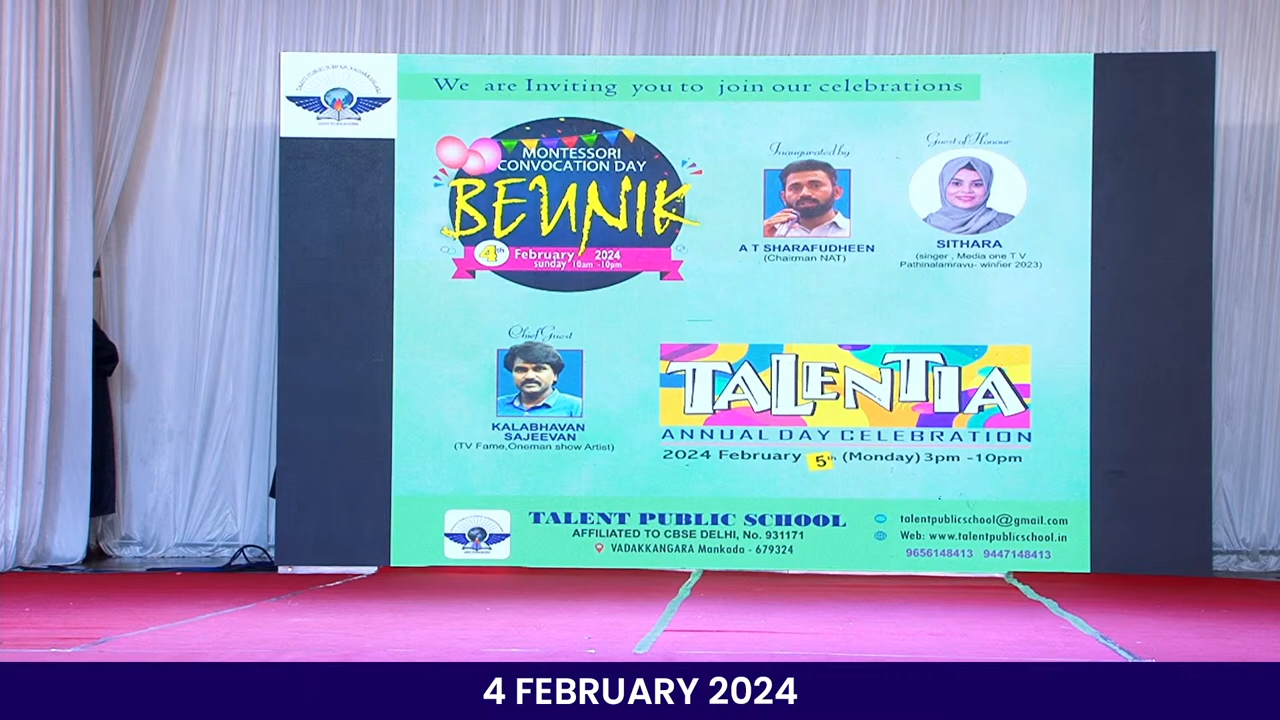 We are Inviting you to join our celebrations
MONTESSORI
CONVOCATION DAY
BEUNIK
4th February 2024
Sunday 10am -10pm
Inaugurated by
A T SHARAFUDHEEN
(Chairman NAT)
Guest of Honour
SITHARA
(singer , Media one T V
Pathinalamravu- winner 2023)
Chief Guest
KALABHAVAN
SAJEEVAN
(TV Fame,Oneman show Artist)
TALENTIA
ANNUAL DAY CELEBRATION
2024 February 5th (Monday) 3pm -10pm
TALENT PUBLIC SCHOOL
AFFILIATED TO CBSE DELHI, No. 931171
VADAKKANGARA Mankada - 679324
talentpublicschool@gmail.com
Web: www.talentpublicschool.in
9656148413 9447148413
4 FEBRUARY 2024